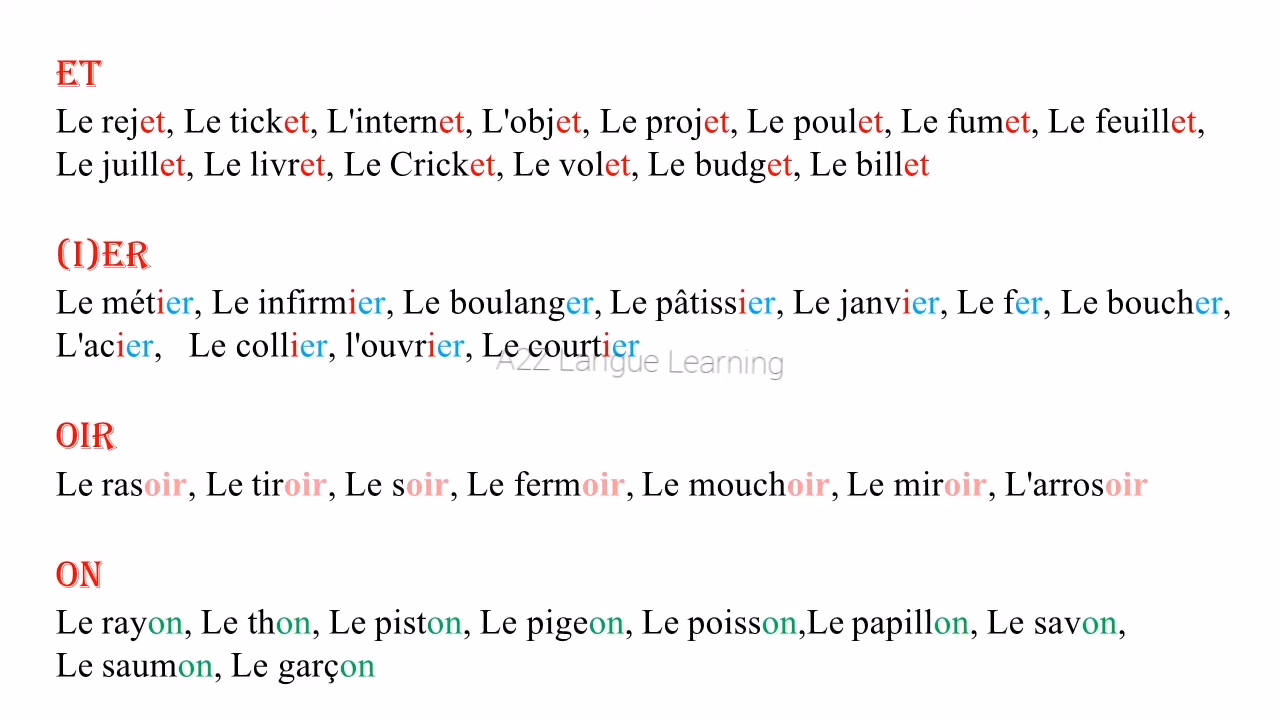 ET
Le rejet, Le ticket, L'internet, L'objet, Le projet, Le poulet, Le fumet, Le feuillet,
Le juillet, Le livret, Le Cricket, Le volet, Le budget, Le billet
(I)ER
Le métier, Le infirmier, Le boulanger, Le pâtissier, Le janvier, Le fer, Le boucher,
L'acier, Le collier, l'ouvrier, Le courtier
A2Z Langue Learning
OIR
Le rasoir, Le tiroir, Le soir, Le fermoir, Le mouchoir, Le miroir, L'arrosoir
ON
Le rayon, Le thon, Le piston, Le pigeon, Le poisson,Le papillon, Le savon,
Le saumon, Le garçon